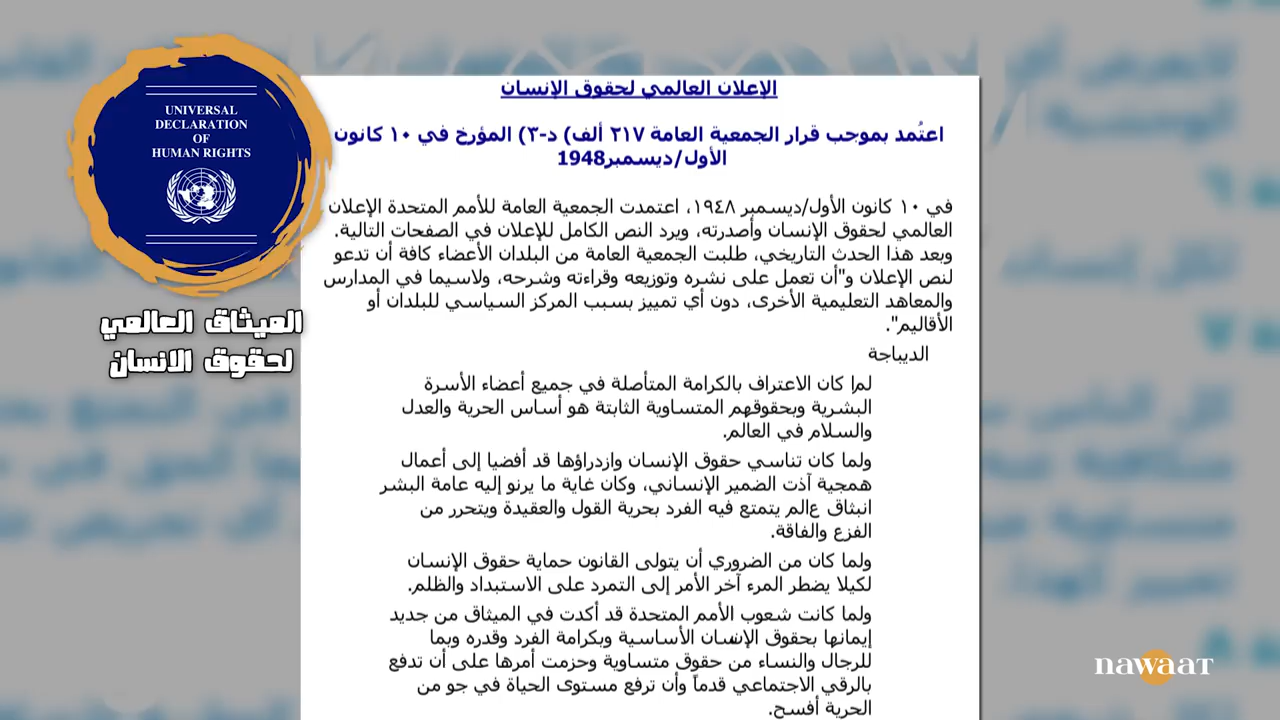 UNIVERSAL
DECLARATION
OF
HUMAN RIGHTS
الميثاق العالمي
لحقوق الانسان
الإعلان العالمي لحقوق الإنسان
اعتُمد بموجب قرار الجمعية العامة ٢١٧ ألف) د-٣) المؤرخ في ١٠ كانون
الأول/ديسمبر1948
في ١٠ كانون الأول/ديسمبر ١٩٤٨، اعتمدت الجمعية العامة للأمم المتحدة الإعلان
العالمي لحقوق الإنسان وأصدرته، ويرد النص الكامل للإعلان في الصفحات التالية.
وبعد هذا الحدث التاريخي، طلبت الجمعية العامة من البلدان الأعضاء كافة أن تدعو
لنص الإعلان و"أن تعمل على نشره وتوزيعه وقراءته وشرحه، ولاسيما في المدارس
والمعاهد التعليمية الأخرى، دون أي تمييز بسبب المركز السياسي للبلدان أو
الأقاليم".
الديباجة
لما كان الاعتراف بالكرامة المتأصلة في جميع أعضاء الأسرة
البشرية وبحقوقهم المتساوية الثابتة هو أساس الحرية والعدل
والسلام في العالم.
ولما كان تناسي حقوق الإنسان وازدراؤها قد أفضيا إلى أعمال
همجية آذت الضمير الإنساني، وكان غاية ما يرنو إليه عامة البشر
انبثاق عالم يتمتع فيه الفرد بحرية القول والعقيدة ويتحرر من
الفزع والفاقة.
ولما كان من الضروري أن يتولى القانون حماية حقوق الإنسان
لكيلا يضطر المرء آخر الأمر إلى التمرد على الاستبداد والظلم.
ولما كانت شعوب الأمم المتحدة قد أكدت في الميثاق من جديد
إيمانها بحقوق الإنسان الأساسية وبكرامة الفرد وقدره وبما
للرجال والنساء من حقوق متساوية وحزمت أمرها على أن تدفع
بالرقي الاجتماعي قدماً وأن ترفع مستوى الحياة في جو من
الحرية أفسح.
nawaat